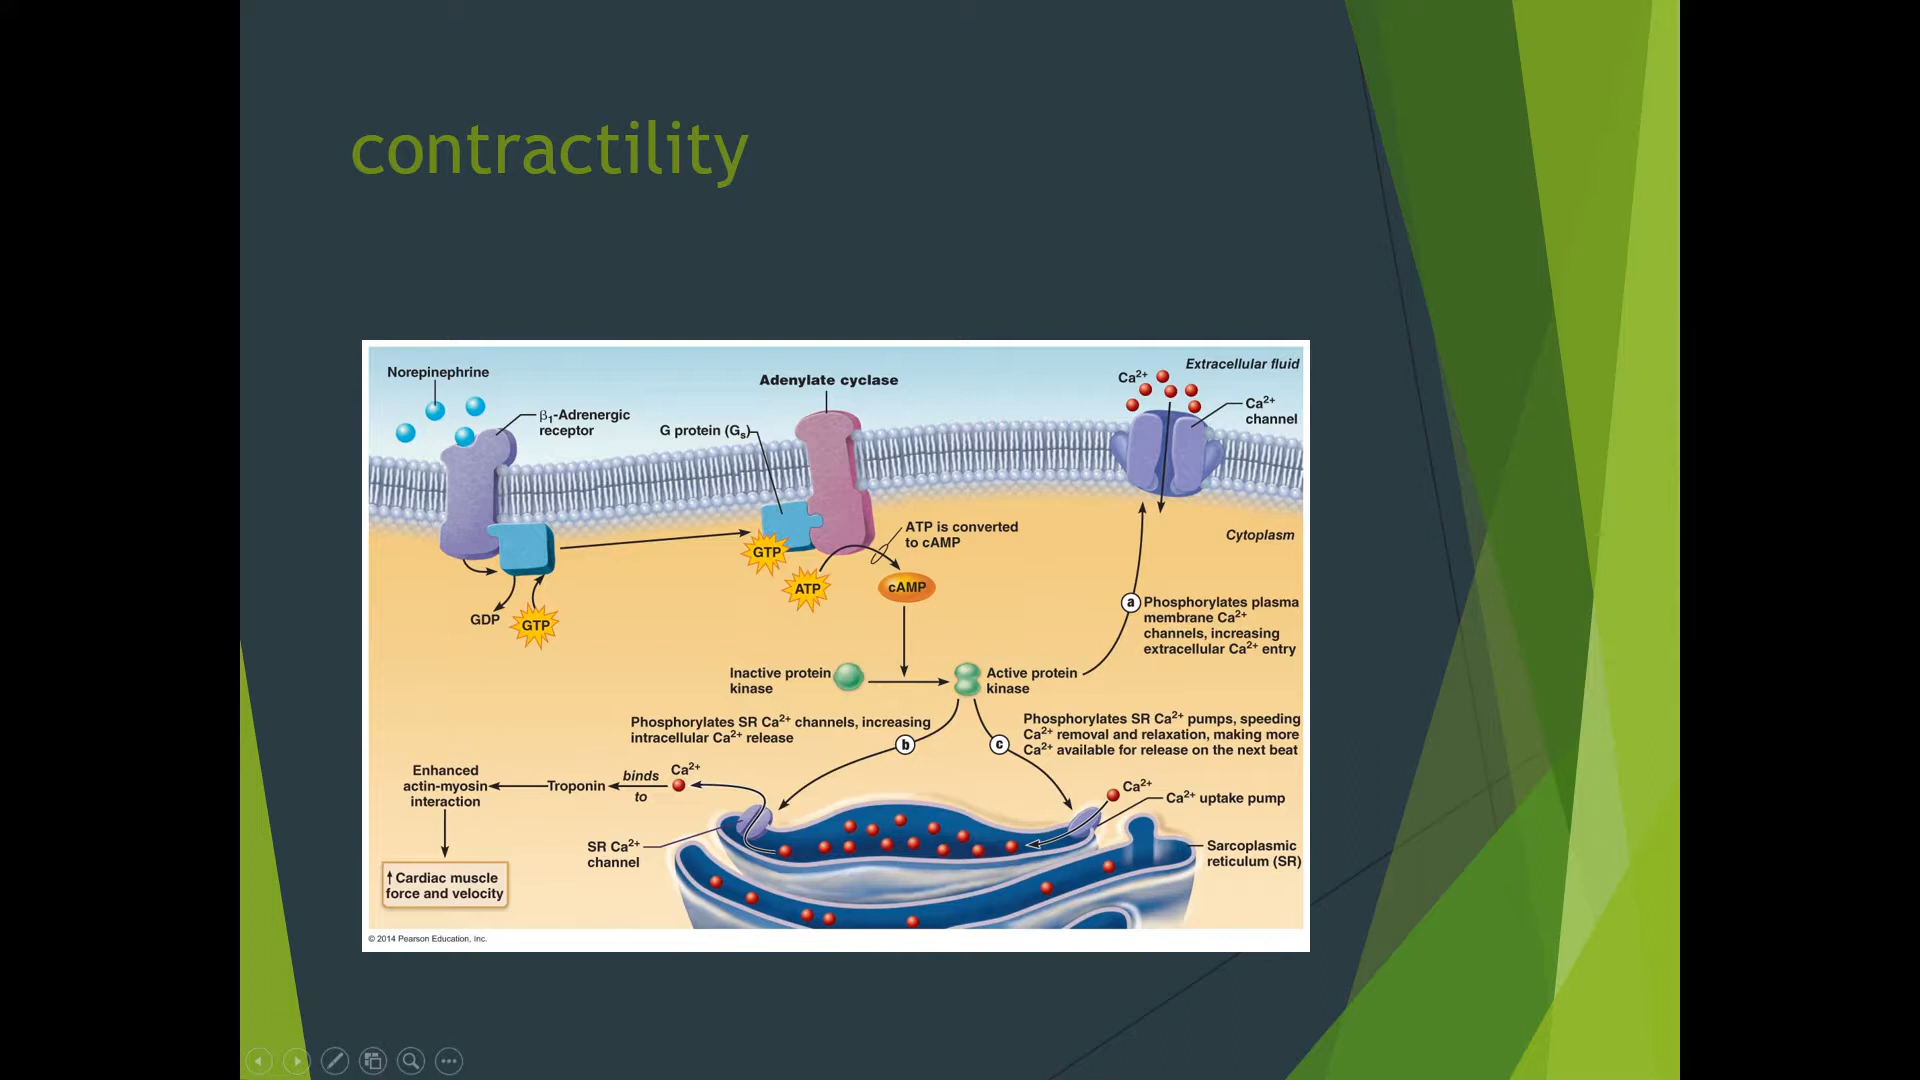 contractility
Norepinephrine
β1-Adrenergic
receptor
G protein (Gs)
Adenylate cyclase
Extracellular fluid
Ca2+
Ca2+
channel
ATP is converted
to cAMP
Cytoplasm
GTP
ATP
cAMP
GDP
GTP
a
Phosphorylates plasma
membrane Ca2+
channels, increasing
extracellular Ca2+ entry
Inactive protein
kinase
Active protein
kinase
Phosphorylates SR Ca2+ channels, increasing
intracellular Ca2+ release
b
c
Phosphorylates SR Ca2+ pumps, speeding
Ca2+ removal and relaxation, making more
Ca2+ available for release on the next beat
Enhanced
actin-myosin
interaction
Troponin
binds
to
Ca2+
Ca2+
Ca2+ uptake pump
SR Ca2+
channel
Sarcoplasmic
reticulum (SR)
↑ Cardiac muscle
force and velocity
© 2014 Pearson Education, Inc.